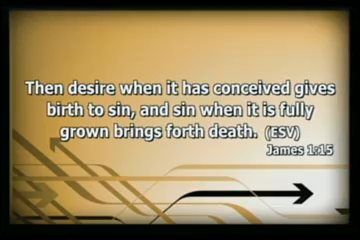 Then desire when it has conceived gives
birth to sin, and sin when it is fully
grown brings forth death. (ESV)
James 1:15